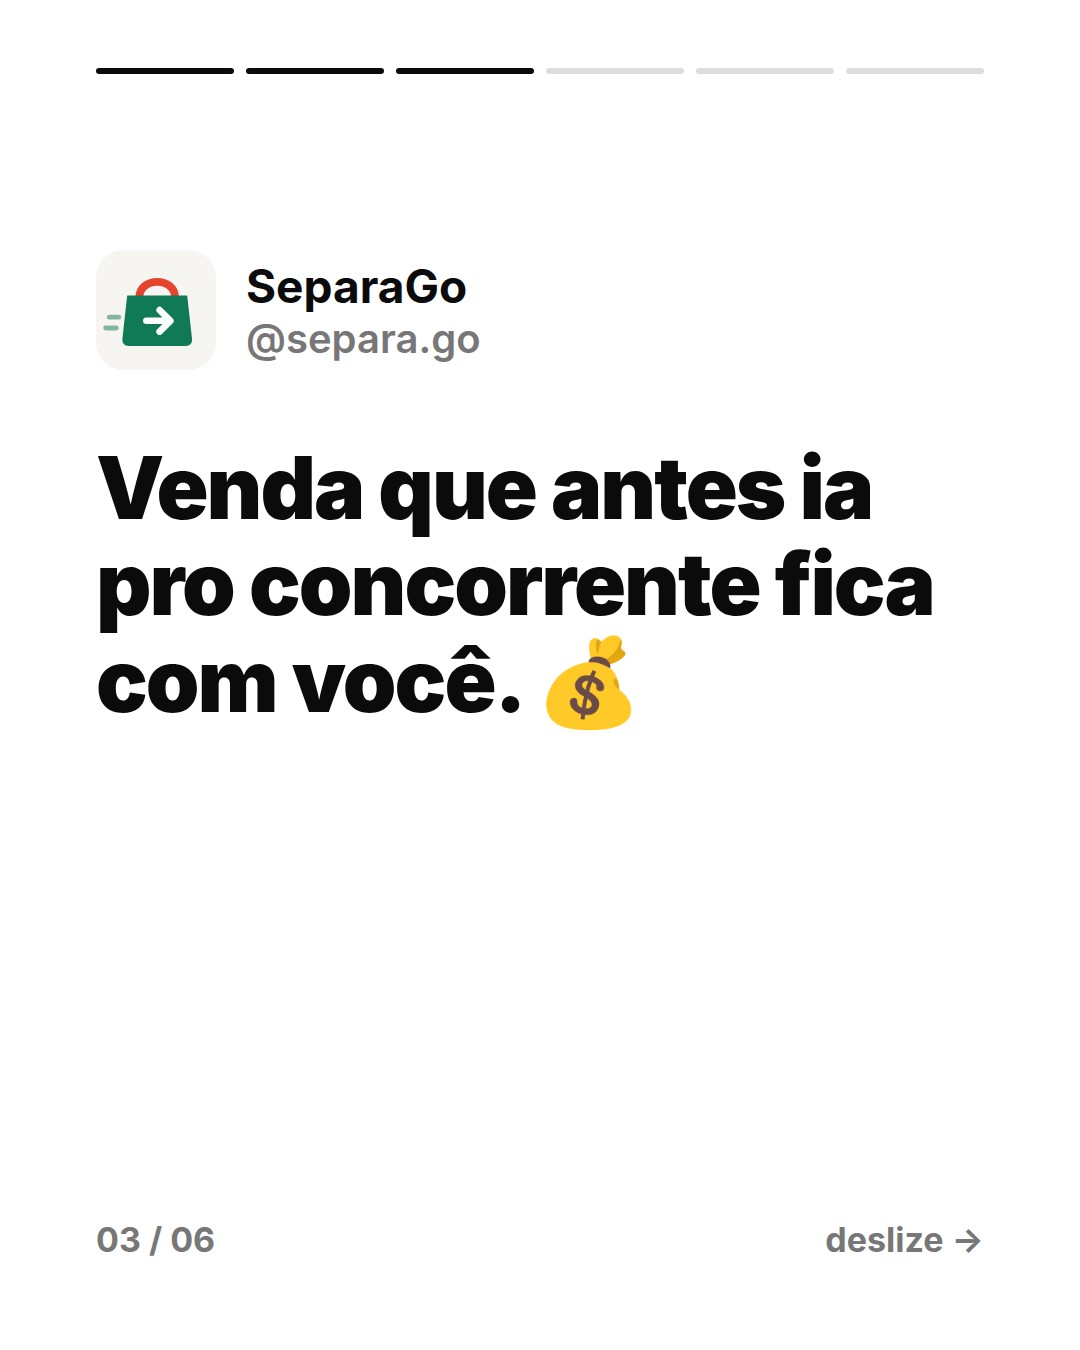 SeparaGo
@separa.go
Venda que antes ia
pro concorrente fica
com você. 💰
03 / 06
deslize →